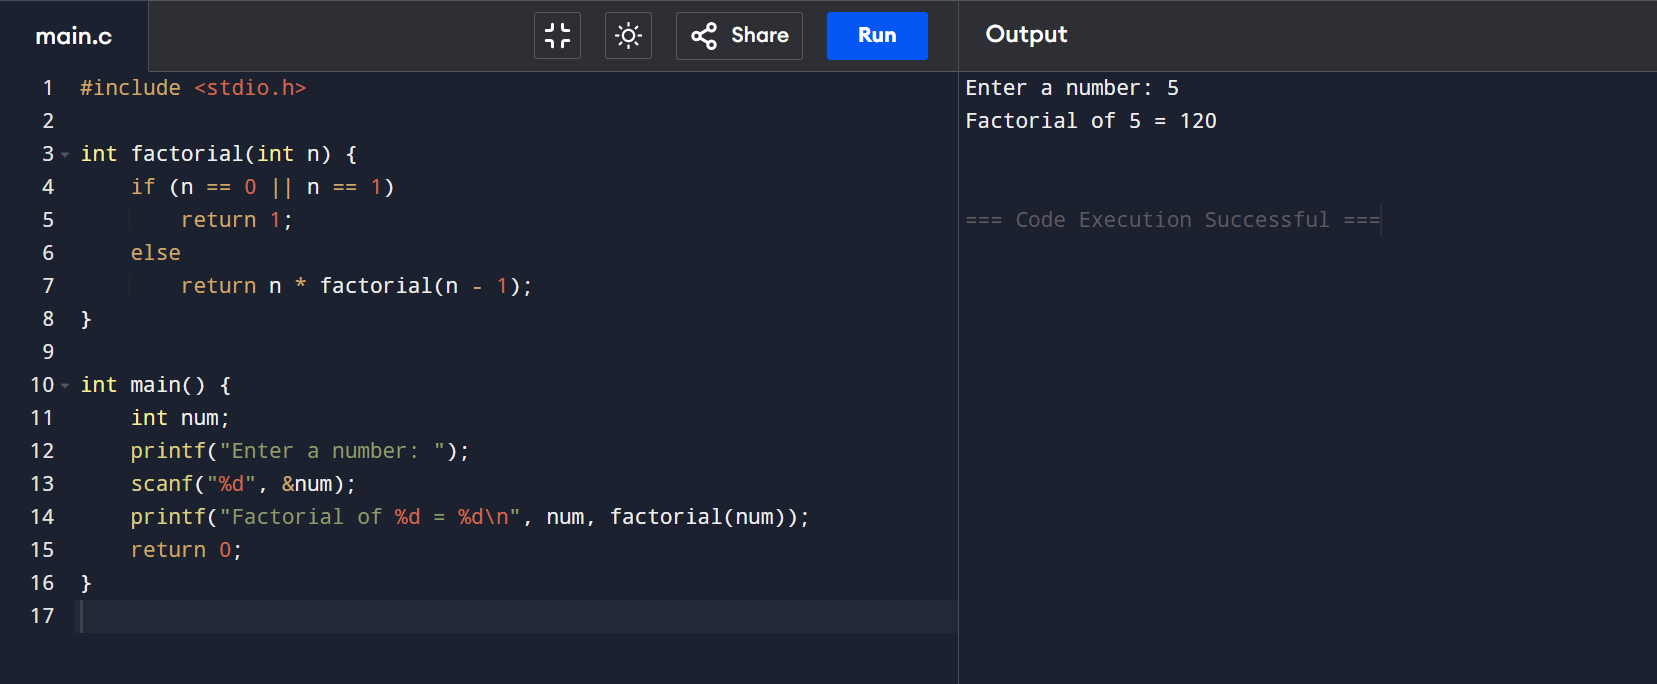 main.c
Share
Run
1 #include <stdio.h>
2
3 int factorial(int n) {
4     if (n == 0 || n == 1)
5         return 1;
6     else
7         return n * factorial(n - 1);
8 }
9
10 int main() {
11     int num;
12     printf("Enter a number: ");
13     scanf("%d", &num);
14     printf("Factorial of %d = %d\n", num, factorial(num));
15     return 0;
16 }
17
Output
Enter a number: 5
Factorial of 5 = 120
=== Code Execution Successful ===